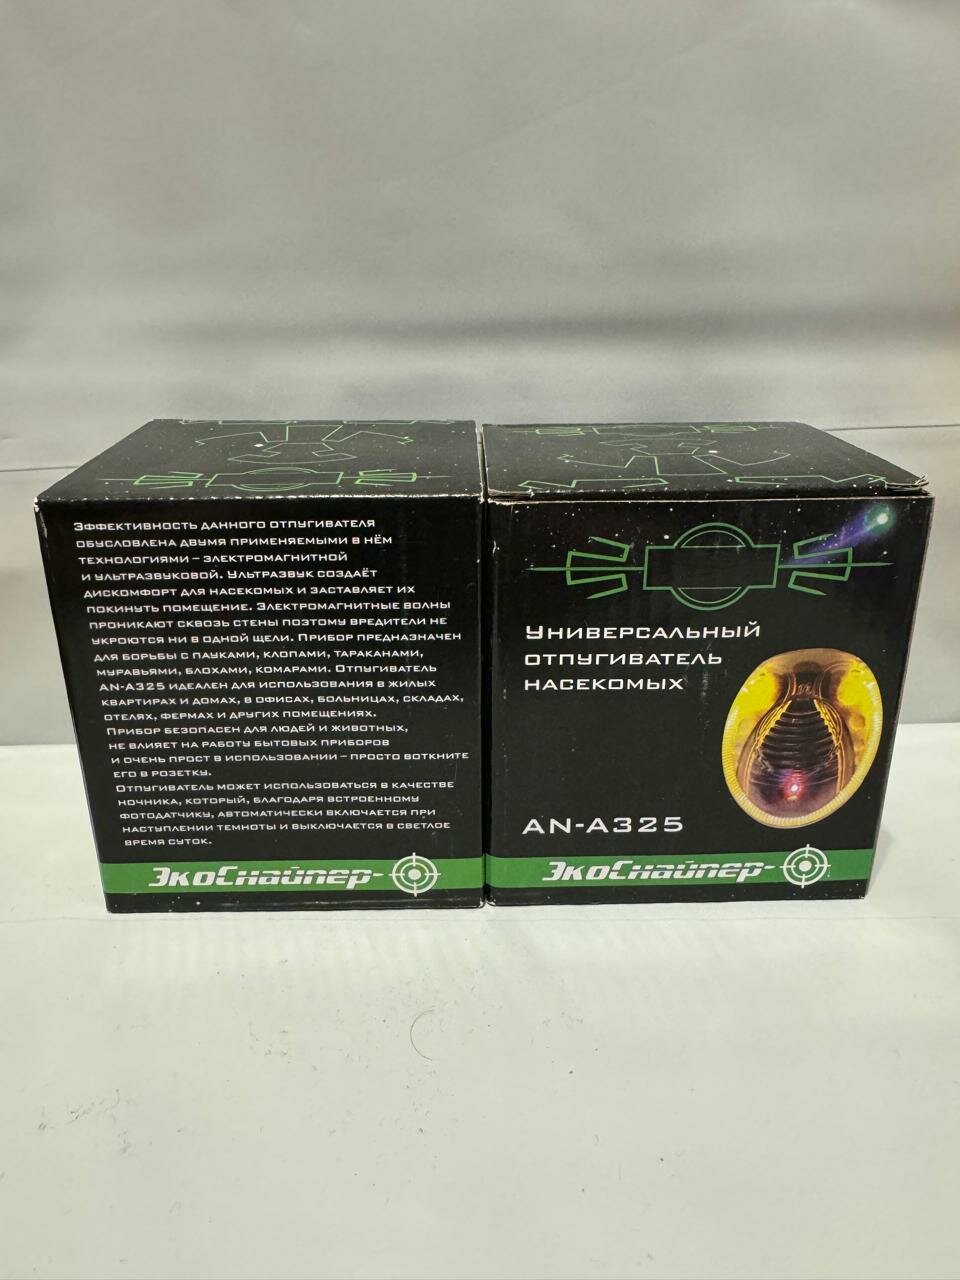 Эффективность данного отпугивателя
обусловлена двумя применяемыми в нём
технологиями – электромагнитной
и ультразвуковой. Ультразвук создаёт
дискомфорт для насекомых и заставляет их
покинуть помещение. Электромагнитные волны
проникают сквозь стены поэтому вредители не
укроются ни в одной щели. Прибор предназначен
для борьбы с пауками, клопами, тараканами,
муравьями, блохами, комарами. Отпугиватель
AN-A325 идеален для использования в жилых
квартирах и домах, в офисах, больницах, складах,
отелях, фермах и других помещениях.
Прибор безопасен для людей и животных,
не влияет на работу бытовых приборов
и очень прост в использовании – просто воткните
его в розетку.
Отпугиватель может использоваться в качестве
ночника, который, благодаря встроенному
фотодатчику, автоматически включается при
наступлении темноты и выключается в светлое
время суток.
ЭкоСнайпер
Универсальный
отпугиватель
насекомых
AN-A325
ЭкоСнайпер